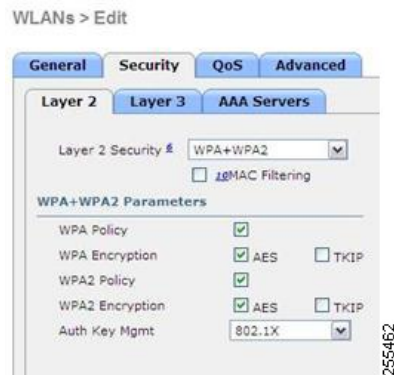 WLANs > Edit
General Security QoS Advanced
Layer 2 Layer 3 AAA Servers
Layer 2 Security 6 WPA+WPA2
10MAC Filtering
WPA+WPA2 Parameters
WPA Policy
WPA Encryption AES TKIP
WPA2 Policy
WPA2 Encryption AES TKIP
Auth Key Mgmt 802.1X
255462